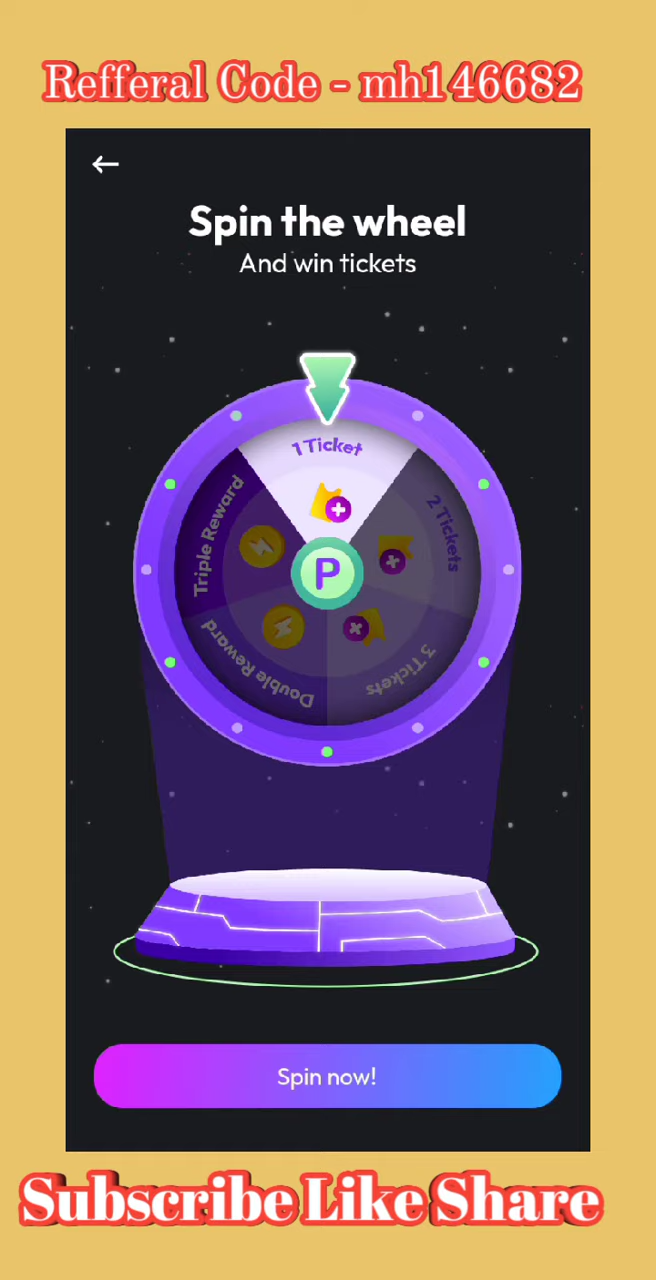 Refferal Code - mh146682
Spin the wheel
And win tickets
1 Ticket
2 Tickets
3 Tickets
Double Reward
Triple Reward
P
Spin now!
Subscribe Like Share